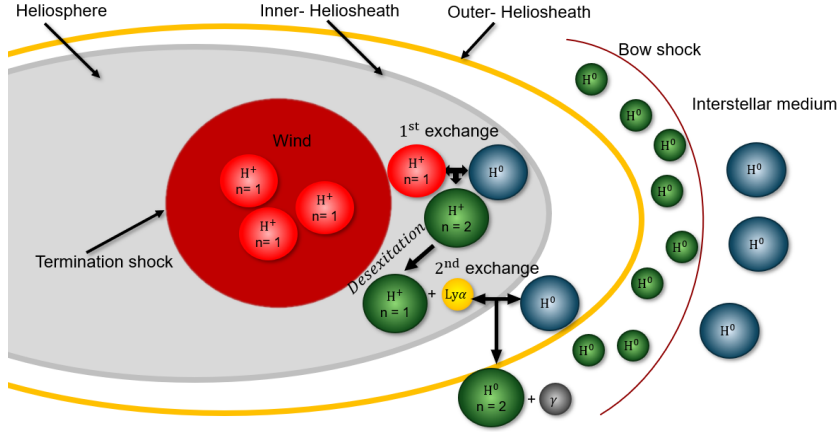 Heliosphere
Inner- Heliosheath
Outer- Heliosheath
Bow shock
Interstellar medium
Wind
Termination shock
1st exchange
H⁺
n= 1
H⁺
n= 1
H⁺
n= 1
H⁺
n= 1
H⁰
H⁺
n = 2
Desexitation
2nd exchange
H⁺
n = 1
+
Lyα
H⁰
H⁰
n = 2
+
γ
H⁰
H⁰
H⁰
H⁰
H⁰
H⁰
H⁰
H⁰
H⁰
H⁰
H⁰